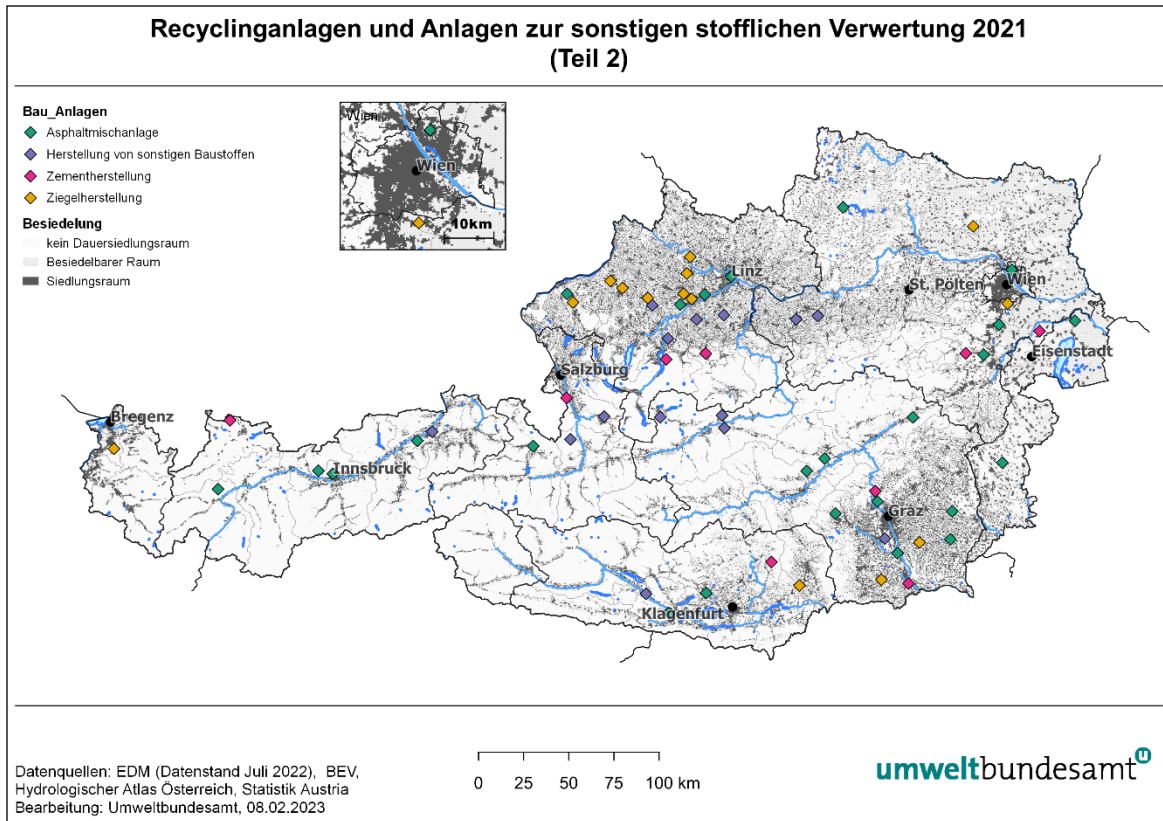 Recyclinganlagen und Anlagen zur sonstigen stofflichen Verwertung 2021
(Teil 2)
Bau_Anlagen
Asphaltmischanlage
Herstellung von sonstigen Baustoffen
Zementherstellung
Ziegelherstellung
Besiedelung
kein Dauersiedlungsraum
Besiedelbarer Raum
Siedlungsraum
Wien
Wien
10km
Linz
St. Pölten
Wien
Eisenstadt
Salzburg
Bregenz
Innsbruck
Graz
Klagenfurt
Datenquellen: EDM (Datenstand Juli 2022), BEV,
Hydrologischer Atlas Österreich, Statistik Austria
Bearbeitung: Umweltbundesamt, 08.02.2023
0 25 50 100 km
umweltbundesamt u